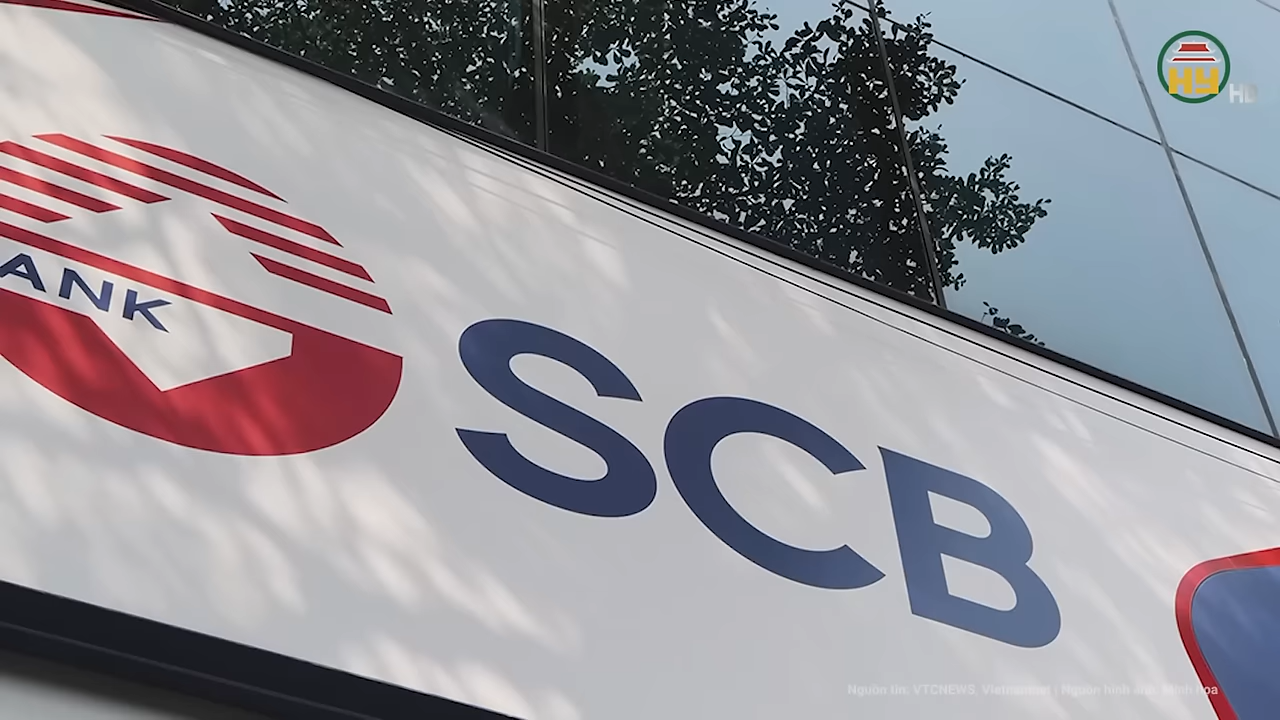 HY
HD
ANK
SCB
Nguồn tin: VTCNEWS, Vietnamnet | Nguồn hình ảnh: Minh họa